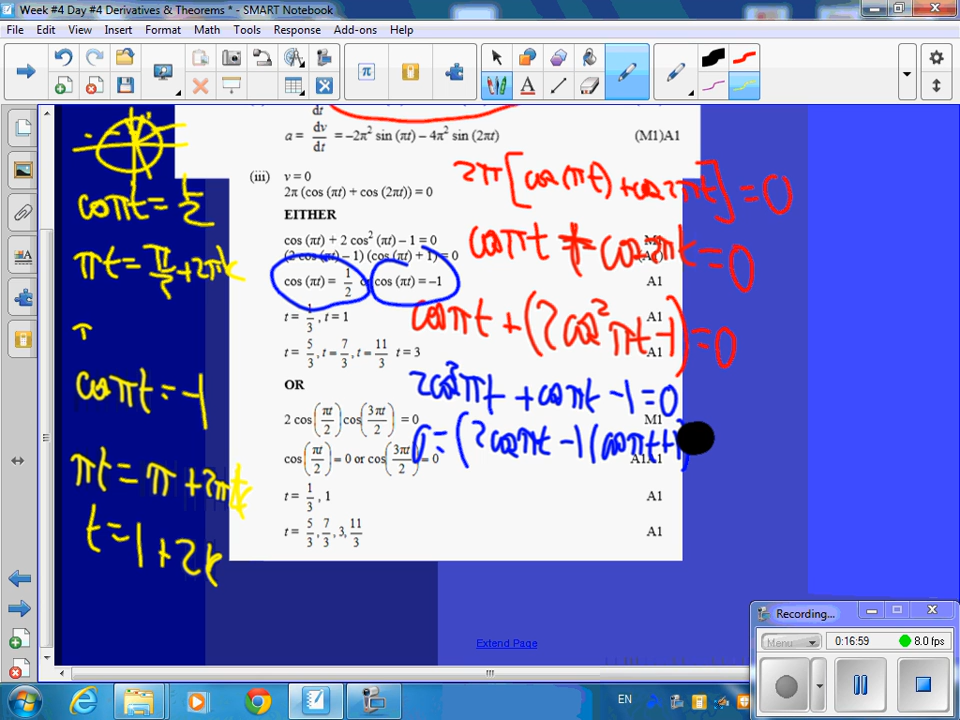 Week #4 Day #4 Derivatives & Theorems * - SMART Notebook
File Edit View Insert Format Math Tools Response Add-ons Help
dt
a = dv/dt = –2π² sin (πt) – 4π² sin (2πt) (M1)A1
(iii) v = 0
2π (cos (πt) + cos (2πt)) = 0
EITHER
cos (πt) + 2 cos² (πt) – 1 = 0 M1
(2 cos (πt) – 1) (cos (πt) + 1) = 0 (A1)
cos (πt) = 1/2 or cos (πt) = –1 A1
t = 1/3, t = 1 A1
t = 5/3, t = 7/3, t = 11/3 t = 3 A1
OR
2 cos(πt/2)cos(3πt/2) = 0 M1
cos(πt/2) = 0 or cos(3πt/2) = 0 A1A1
t = 1/3, 1 A1
t = 5/3, 7/3, 3, 11/3 A1
cosπt = 1/2
πt = π/3 + 2πk
π
cosπt = -1
πt = π + 2πk
t = 1 + 2k
2π[cos(πt) + cos2πt] = 0
cosπt + cos2πt = 0
cosπt + (2cos²πt - 1) = 0
2cos²πt + cosπt - 1 = 0
0 = (2cosπt - 1)(cosπt + 1)
Extend Page
Recording...
Menu 0:16:59 8.0 fps
EN